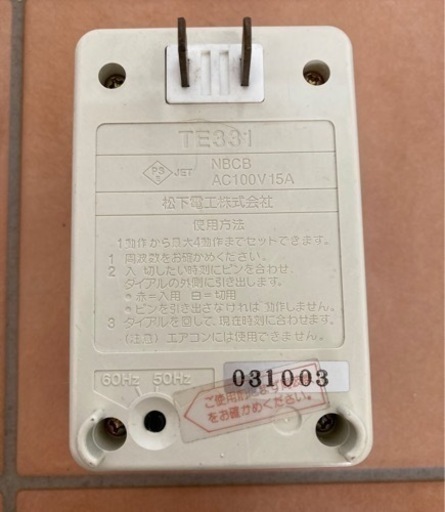 TE331
PS
E
JET
NBCB
AC100V15A
松下電工株式会社
使用方法
1動作から最大4動作までセットできます。
1 周波数をお確かめください。
2 入、切したい時刻にピンを合わせ、
ダイアルの外側に引き出します。
●赤=入用 白=切用
●ピンを引き出さなければ動作しません。
3 ダイアルを回して、現在時刻に合わせます。
(注意) エアコンには使用できません。
60Hz 50Hz
031003
ご使用
をお確かめください。